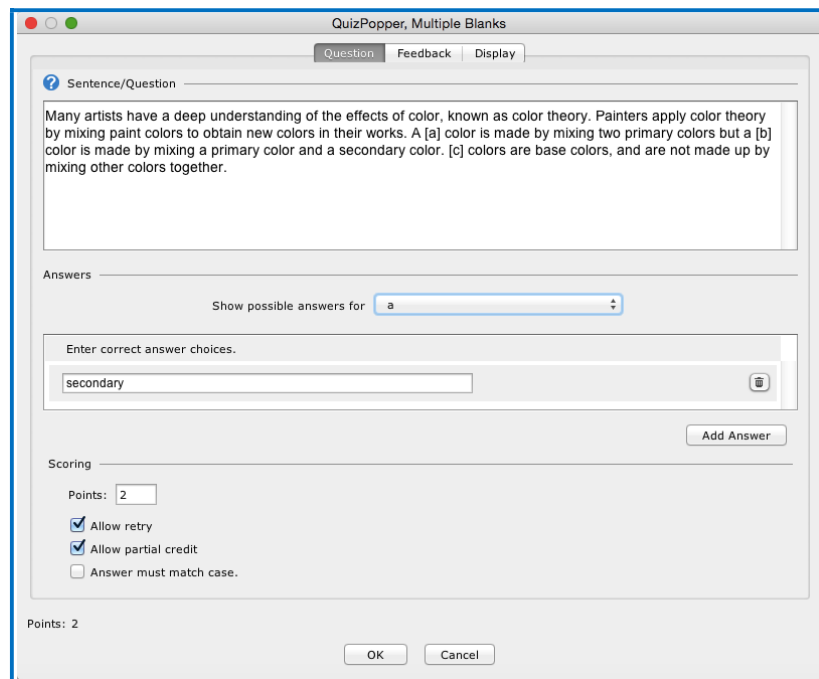 QuizPopper, Multiple Blanks
Question Feedback Display
Sentence/Question
Many artists have a deep understanding of the effects of color, known as color theory. Painters apply color theory
by mixing paint colors to obtain new colors in their works. A [a] color is made by mixing two primary colors but a [b]
color is made by mixing a primary color and a secondary color. [c] colors are base colors, and are not made up by
mixing other colors together.
Answers
Show possible answers for a
Enter correct answer choices.
secondary
Add Answer
Scoring
Points: 2
Allow retry
Allow partial credit
Answer must match case.
Points: 2
OK Cancel